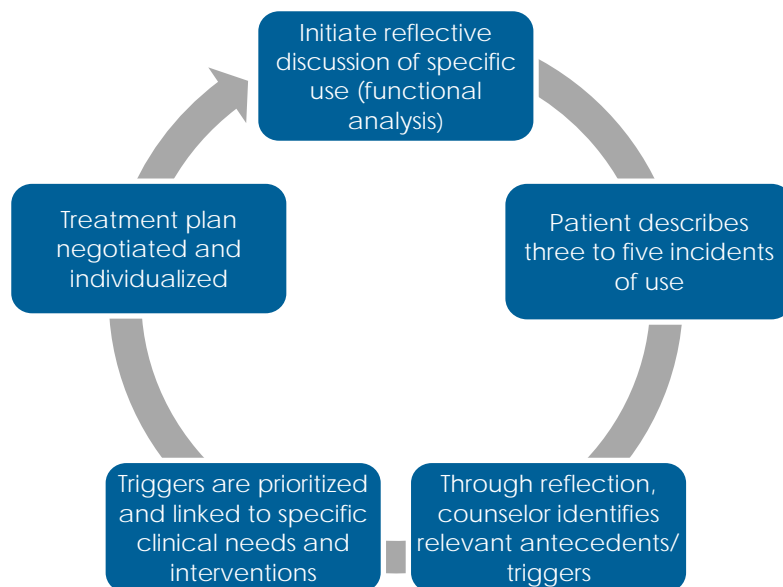 Initiate reflective
discussion of specific
use (functional
analysis)
Patient describes
three to five incidents
of use
Through reflection,
counselor identifies
relevant antecedents/
triggers
Triggers are prioritized
and linked to specific
clinical needs and
interventions
Treatment plan
negotiated and
individualized